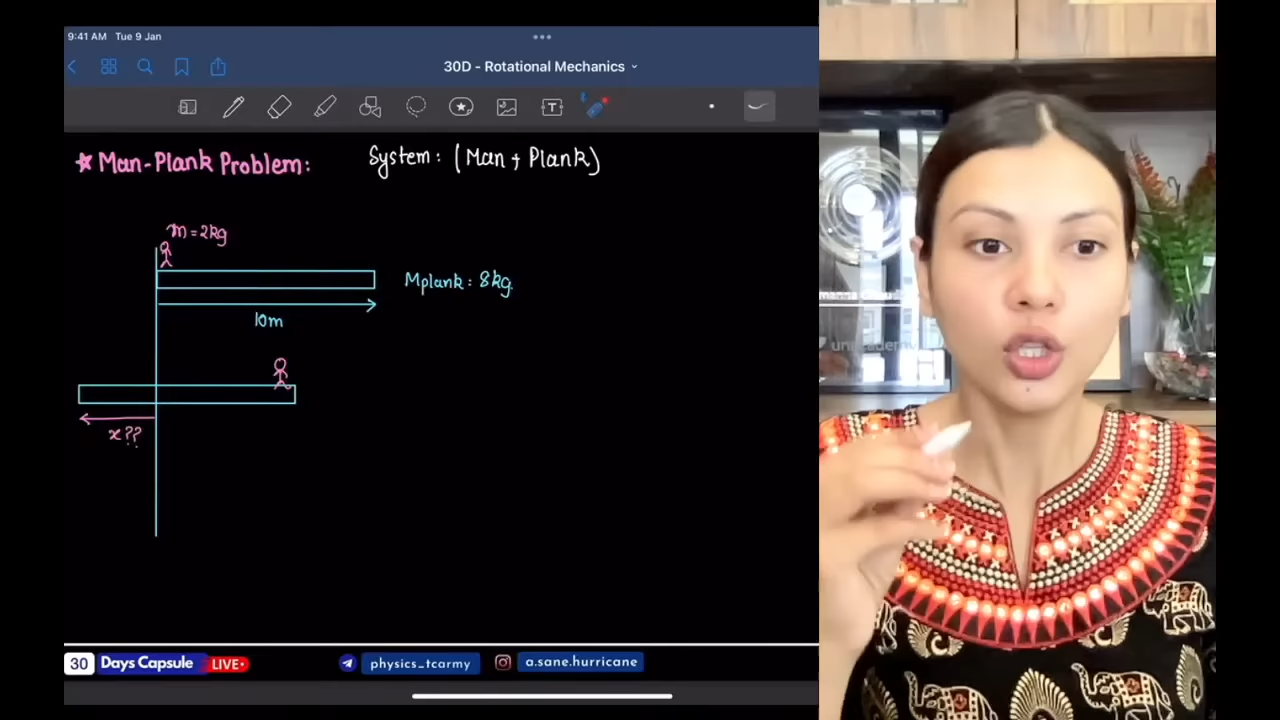 9:41 AM Tue 9 Jan
30D - Rotational Mechanics
★ Man-Plank Problem:
System: (Man + Plank)
m = 2kg
Mplank: 8kg.
10m
x??
30 Days Capsule LIVE
physics_tcarmy
a.sane.hurricane